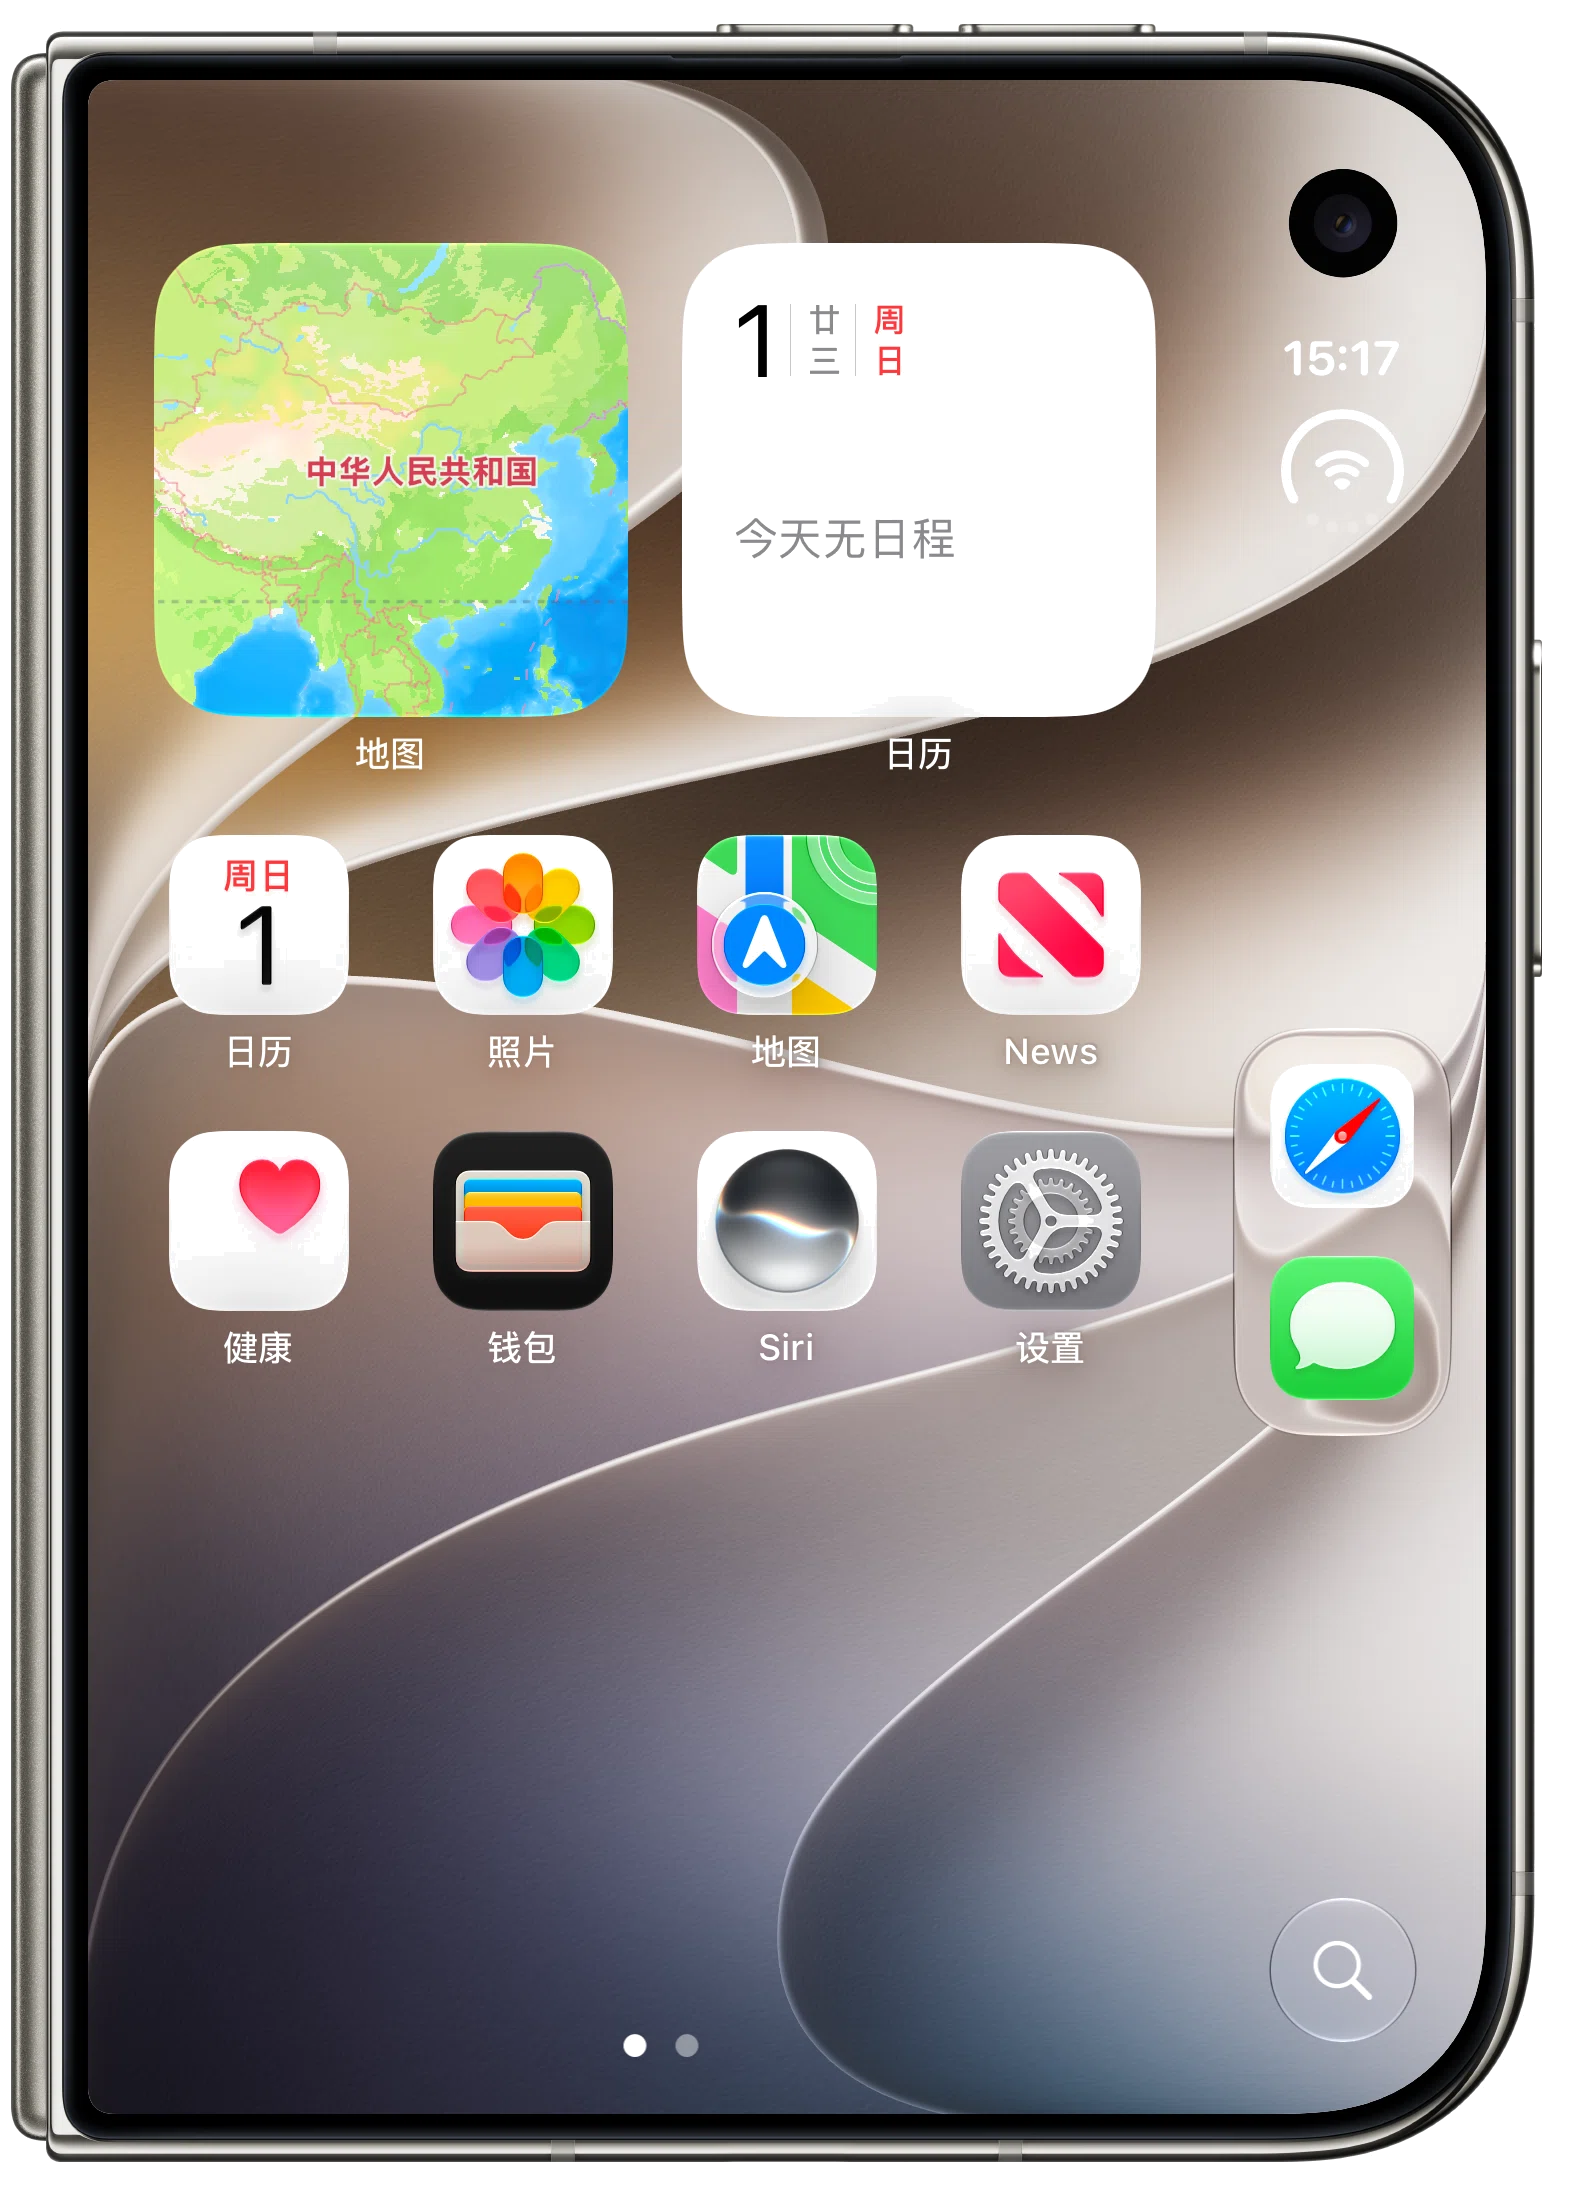 1
廿三
周日
15:17
中华人民共和国
今天无日程
地图
日历
周日
1
日历
照片
地图
News
健康
钱包
Siri
设置